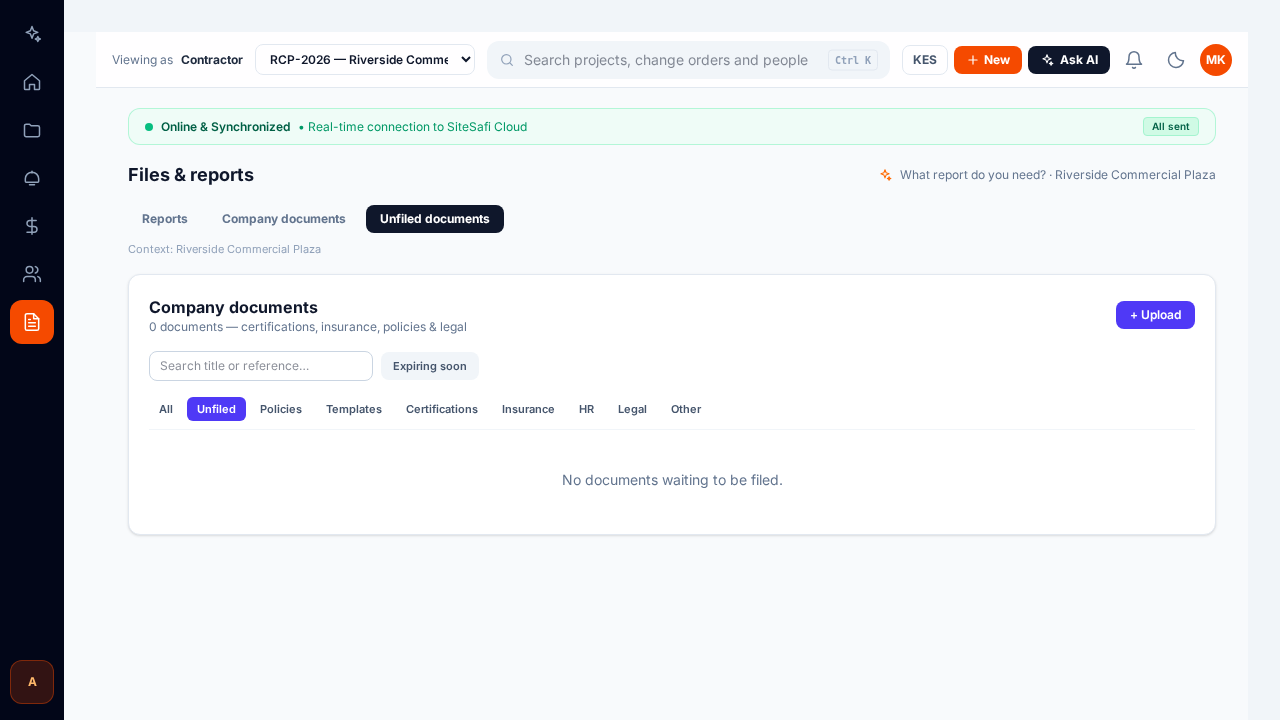 Viewing as Contractor RCP-2026 — Riverside Comme Search projects, change orders and people Ctrl K KES + New Ask AI MK
Online & Synchronized • Real-time connection to SiteSafi Cloud All sent
Files & reports What report do you need? · Riverside Commercial Plaza
Reports Company documents Unfiled documents
Context: Riverside Commercial Plaza
Company documents
0 documents — certifications, insurance, policies & legal
+ Upload
Search title or reference... Expiring soon
All Unfiled Policies Templates Certifications Insurance HR Legal Other
No documents waiting to be filed.
A